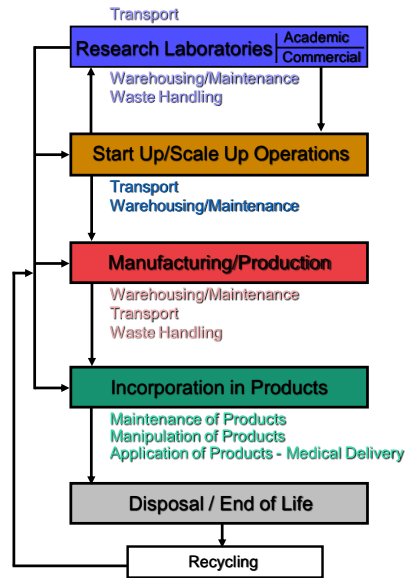 Transport
Research Laboratories
Academic
Commercial
Warehousing/Maintenance
Waste Handling
Start Up/Scale Up Operations
Transport
Warehousing/Maintenance
Manufacturing/Production
Warehousing/Maintenance
Transport
Waste Handling
Incorporation in Products
Maintenance of Products
Manipulation of Products
Application of Products - Medical Delivery
Disposal / End of Life
Recycling